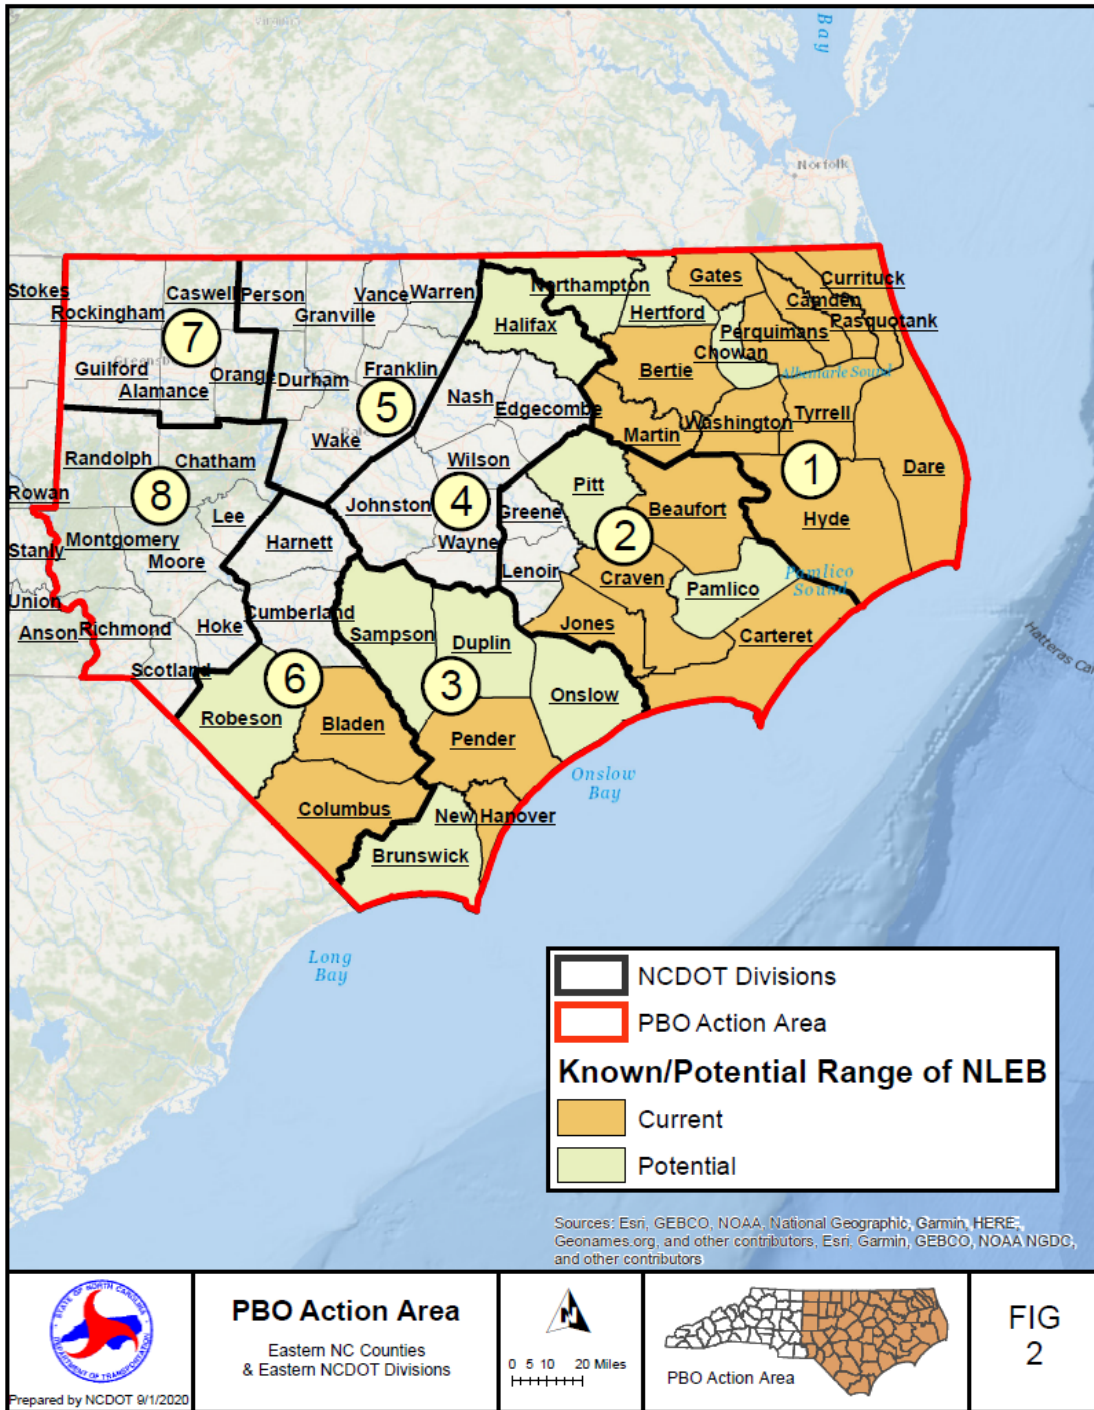 Bay
Norfolk
Stokes
Rockingham
Caswell
Person
Granville
Vance
Warren
Northampton
Gates
Currituck
Camden
Pasquotank
Perquimans
Chowan
Hertford
Halifax
7
Guilford
Alamance
Orange
Durham
Franklin
5
Nash
Edgecombe
Bertie
Albemarle Sound
Martin
Washington
Tyrrell
Dare
1
Hyde
Wake
Randolph
Chatham
8
Rowan
Lee
Wilson
Johnston
4
Wayne
Greene
Pitt
Beaufort
2
Stanly
Montgomery
Moore
Harnett
Lenoir
Craven
Pamlico
Pamlico
Sound
Union
Anson
Richmond
Hoke
Cumberland
Sampson
Duplin
Jones
Carteret
Scotland
6
3
Onslow
Robeson
Bladen
Pender
Onslow
Bay
Columbus
New Hanover
Brunswick
Long
Bay
NCDOT Divisions
PBO Action Area
Known/Potential Range of NLEB
Current
Potential
Sources: Esri, GEBCO, NOAA, National Geographic, Garmin, HERE,
Geonames.org, and other contributors, Esri, Garmin, GEBCO, NOAA NGDC,
and other contributors
STATE OF NORTH CAROLINA
DEPARTMENT OF TRANSPORTATION
Prepared by NCDOT 9/1/2020
PBO Action Area
Eastern NC Counties
& Eastern NCDOT Divisions
N
0 5 10 20 Miles
PBO Action Area
FIG
2